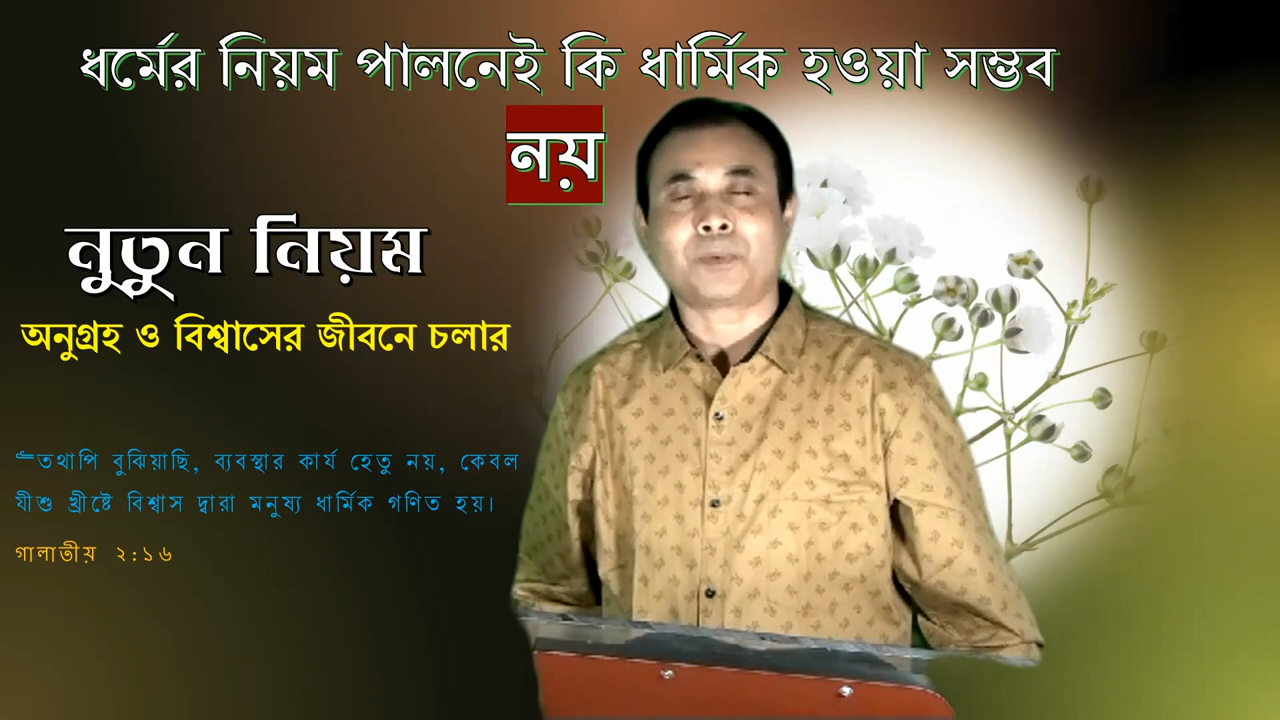 ধর্মের নিয়ম পালনেই কি ধার্মিক হওয়া সম্ভব
নয়
নুতুন নিয়ম
অনুগ্রহ ও বিশ্বাসের জীবনে চলার
তথাপি বুঝিয়াছি, ব্যবস্থার কার্য হেতু নয়, কেবল
যীশু খ্রীষ্টে বিশ্বাস দ্বারা মনুষ্য ধার্মিক গণিত হয়।
গালাতীয় ২:১৬